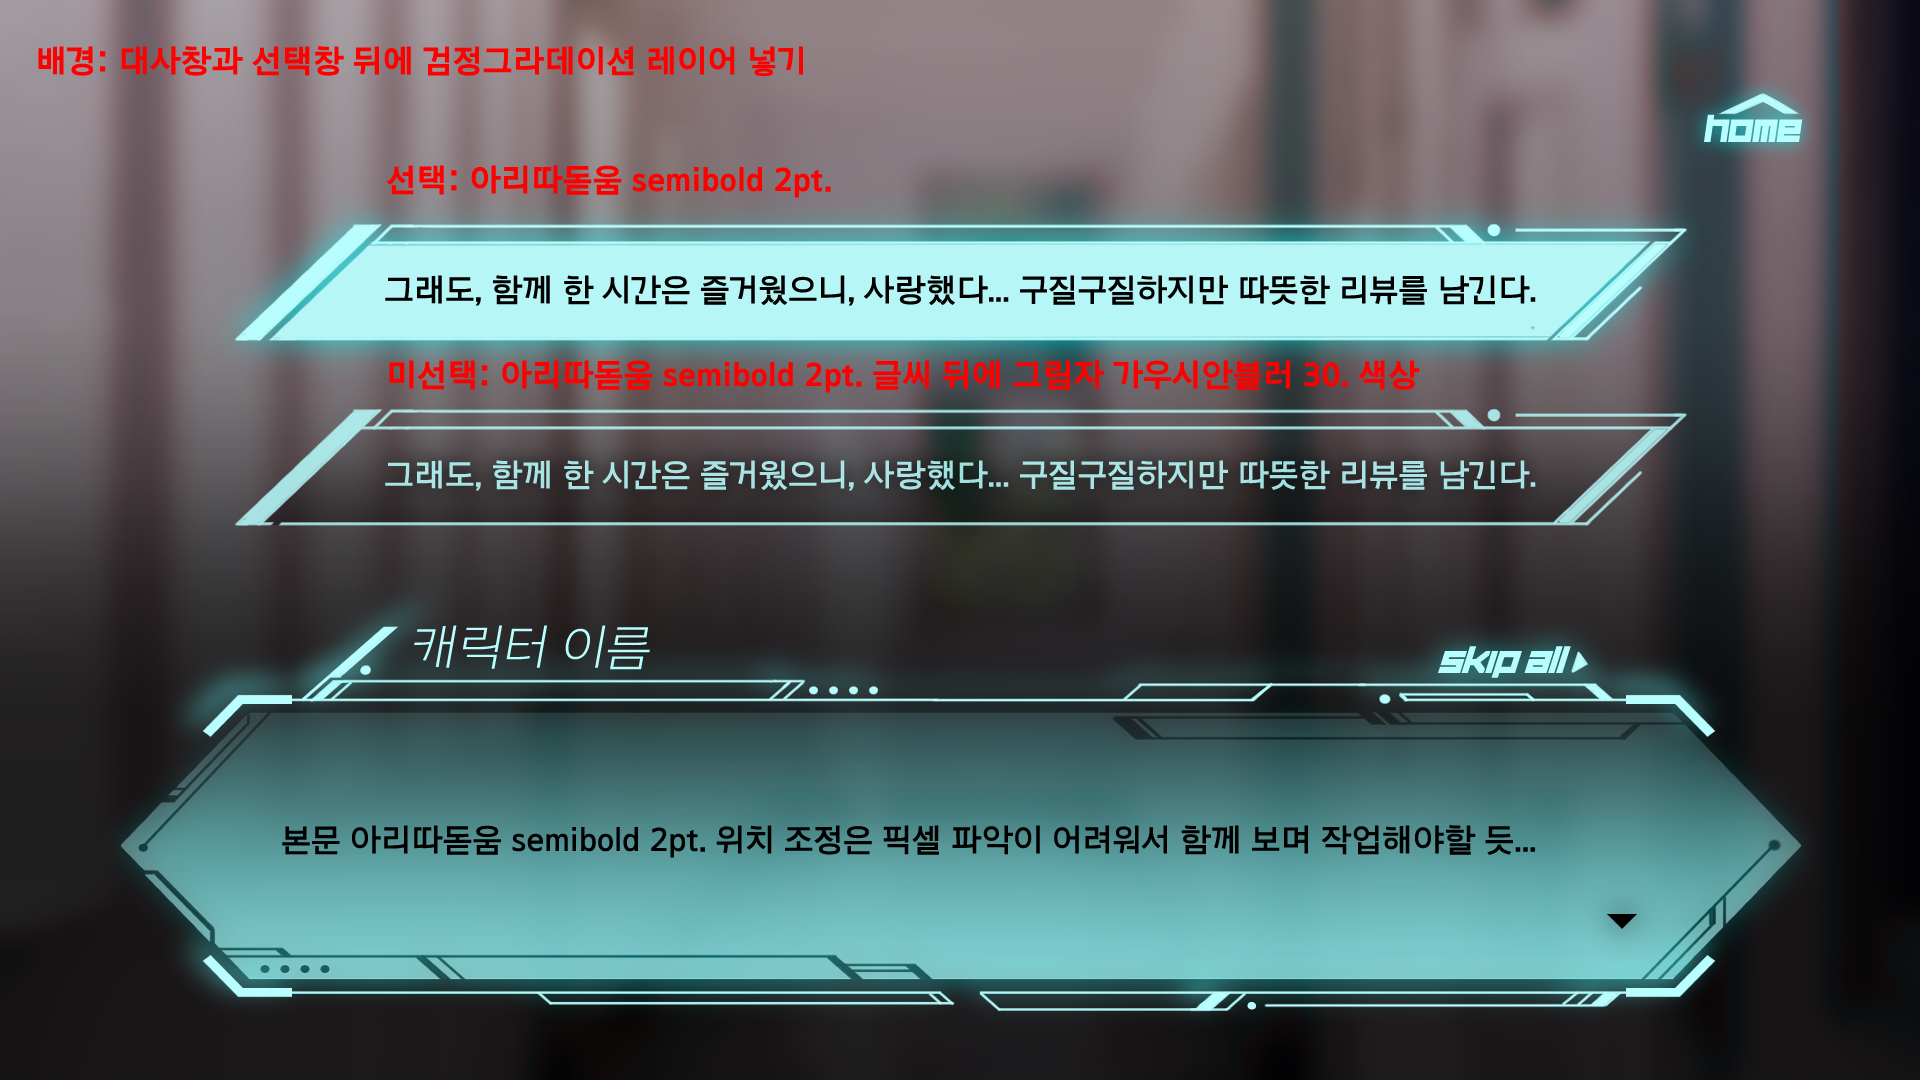 배경: 대사창과 선택창 뒤에 검정그라데이션 레이어 넣기
home
선택: 아리따돋움 semibold 2pt.
그래도, 함께 한 시간은 즐거웠으니, 사랑했다... 구질구질하지만 따뜻한 리뷰를 남긴다.
미선택: 아리따돋움 semibold 2pt. 글씨 뒤에 그림자 가우시안블러 30. 색상
그래도, 함께 한 시간은 즐거웠으니, 사랑했다... 구질구질하지만 따뜻한 리뷰를 남긴다.
캐릭터 이름
skip all
본문 아리따돋움 semibold 2pt. 위치 조정은 픽셀 파악이 어려워서 함께 보며 작업해야할 듯...